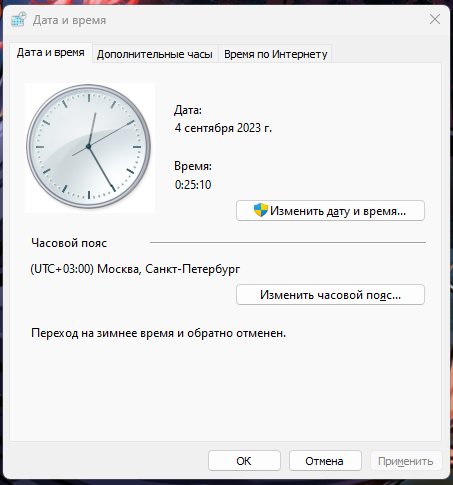 Дата и время
Дата и время
Дополнительные часы
Время по Интернету
Дата:
4 сентября 2023 г.
Время:
0:25:10
Изменить дату и время...
Часовой пояс
(UTC+03:00) Москва, Санкт-Петербург
Изменить часовой пояс...
Переход на зимнее время и обратно отменен.
ОК
Отмена
Применить